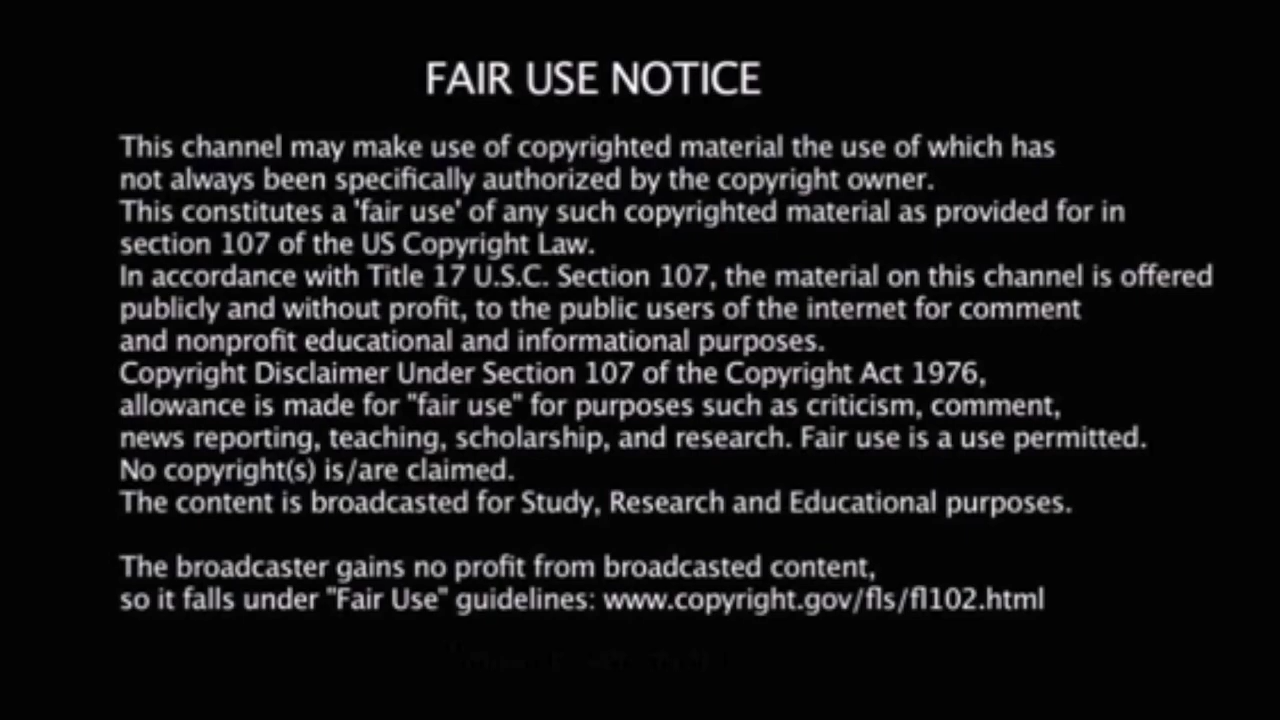 FAIR USE NOTICE
This channel may make use of copyrighted material the use of which has
not always been specifically authorized by the copyright owner.
This constitutes a 'fair use' of any such copyrighted material as provided for in
section 107 of the US Copyright Law.
In accordance with Title 17 U.S.C. Section 107, the material on this channel is offered
publicly and without profit, to the public users of the internet for comment
and nonprofit educational and informational purposes.
Copyright Disclaimer Under Section 107 of the Copyright Act 1976,
allowance is made for "fair use" for purposes such as criticism, comment,
news reporting, teaching, scholarship, and research. Fair use is a use permitted.
No copyright(s) is/are claimed.
The content is broadcasted for Study, Research and Educational purposes.
The broadcaster gains no profit from broadcasted content,
so it falls under "Fair Use" guidelines: www.copyright.gov/fls/fl102.html